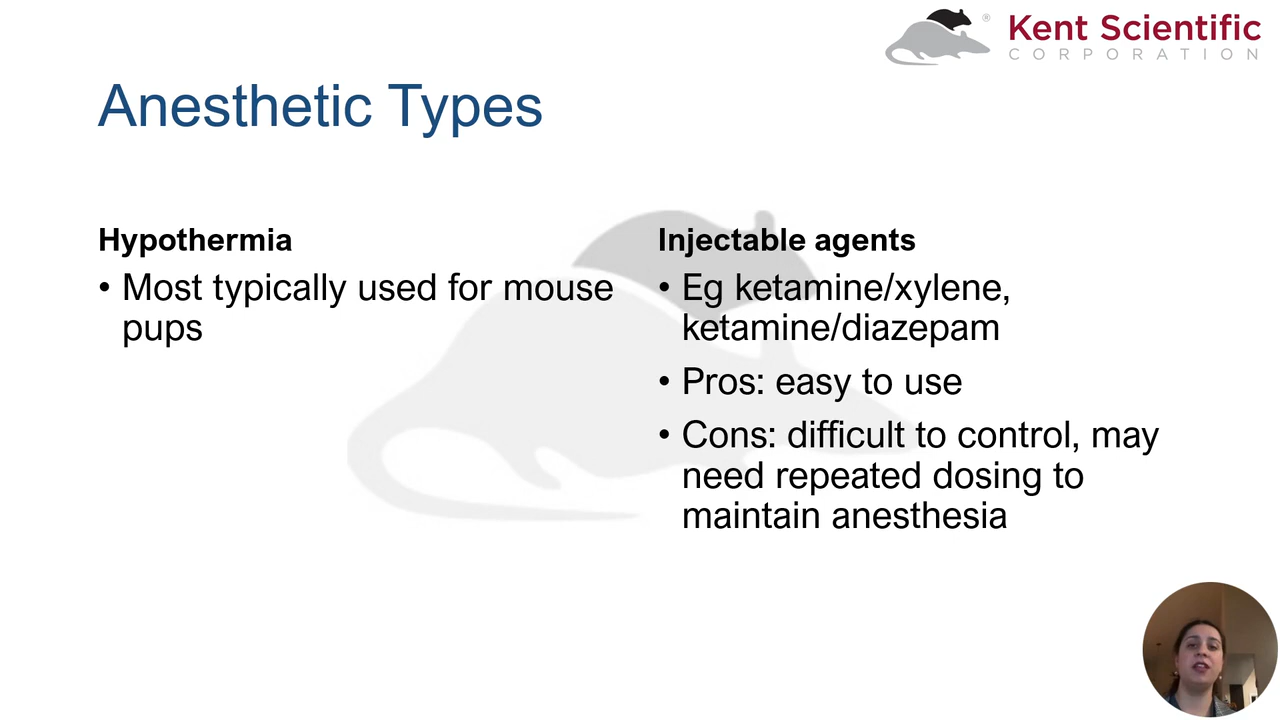 Kent Scientific
CORPORATION
®
Anesthetic Types
Hypothermia
• Most typically used for mouse
pups
Injectable agents
• Eg ketamine/xylene,
ketamine/diazepam
• Pros: easy to use
• Cons: difficult to control, may
need repeated dosing to
maintain anesthesia